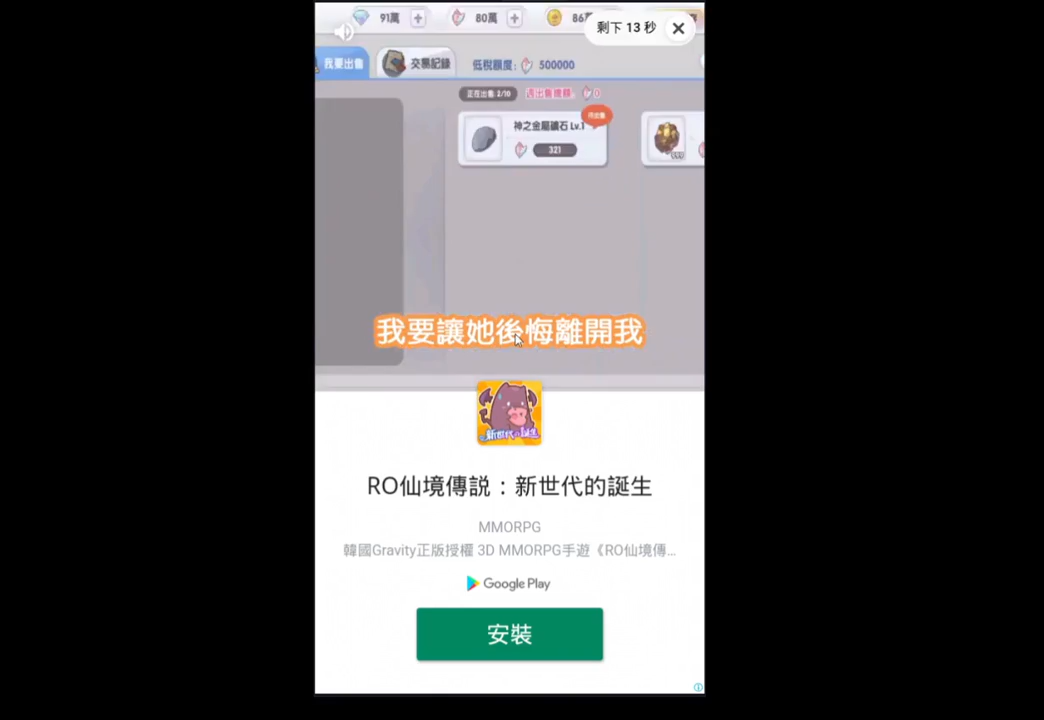 91萬 + 80萬 +
剩下 13 秒
我要出售 交易記錄 低稅額度: 500000
正在出售 2/10
神之金屬礦石 Lv.1
321
我要讓她後悔離開我
新世代的誕生
RO仙境傳説：新世代的誕生
MMORPG
韓國Gravity正版授權 3D MMORPG手遊《RO仙境傳…
Google Play
安裝